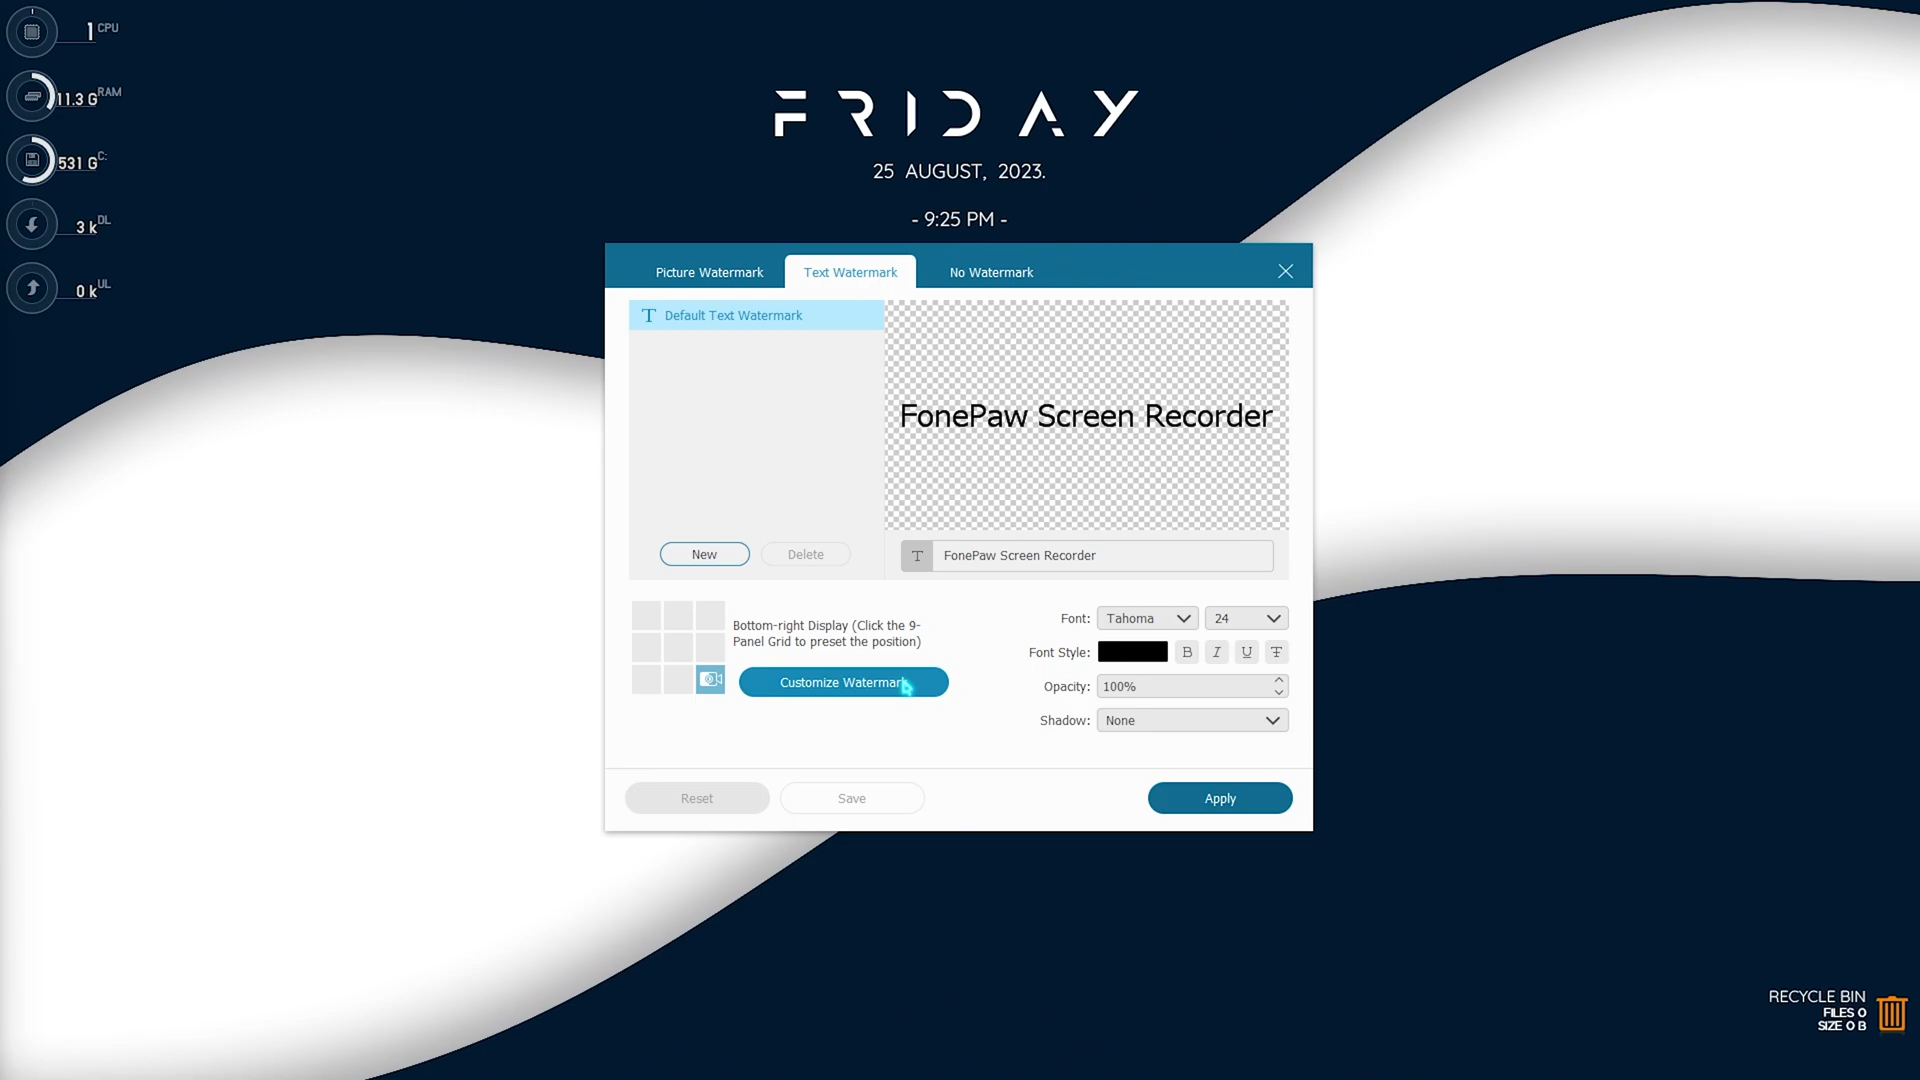 1 CPU
11.3 G RAM
531 G C:
3 k DL
0 k UL
FRIDAY
25 AUGUST, 2023.
- 9:25 PM -
Picture Watermark
Text Watermark
No Watermark
T Default Text Watermark
FonePaw Screen Recorder
New
Delete
T FonePaw Screen Recorder
Bottom-right Display (Click the 9-
Panel Grid to preset the position)
Customize Watermark
Font: Tahoma 24
Font Style: B I U T
Opacity: 100%
Shadow: None
Reset
Save
Apply
RECYCLE BIN
FILES 0
SIZE 0 B